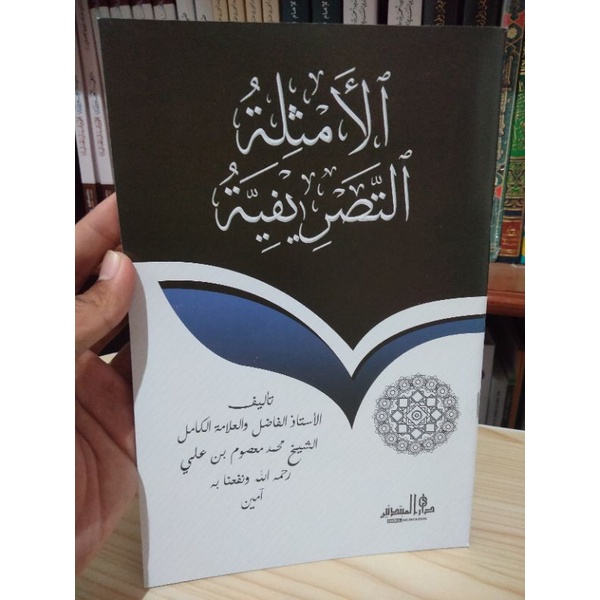 الأَمْثِلَةُ
التَّصْرِيفِيَّةُ
تأليف
الأستاذ الفاضل والعلامة الكامل
الشيخ محمد معصوم بن علي
رحمه الله ونفعنا به
آمين